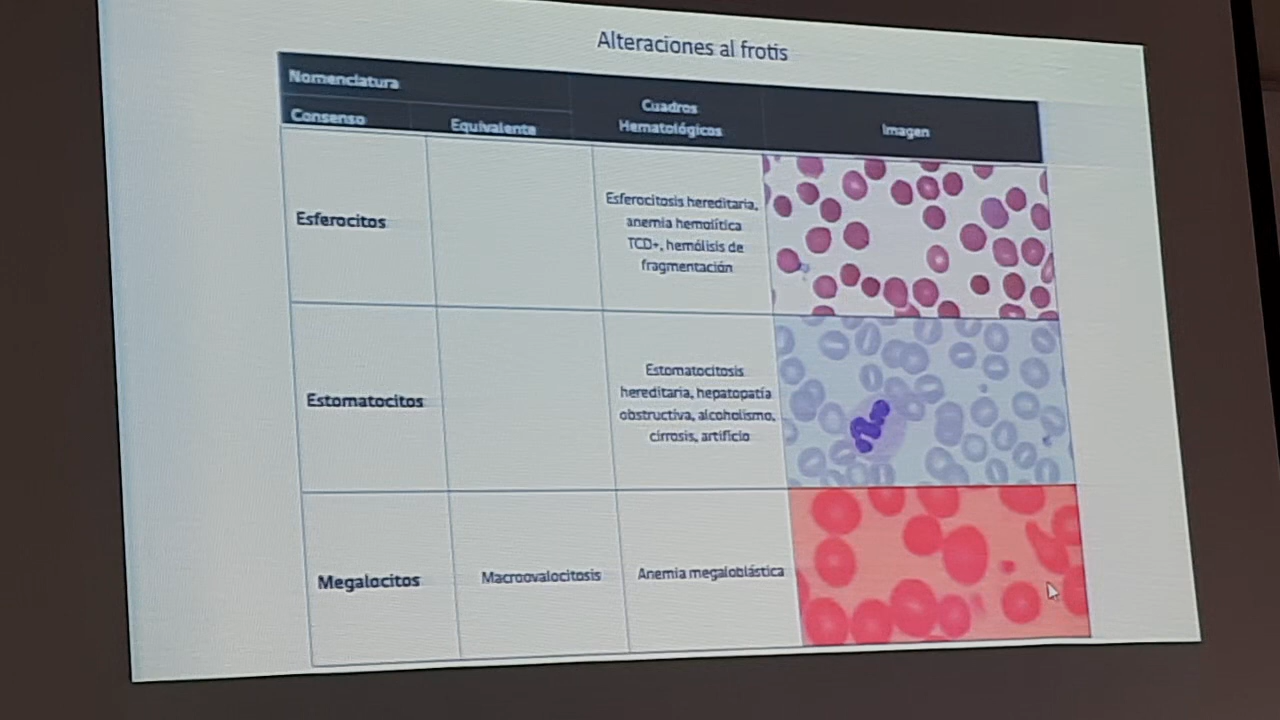 Alteraciones al frotis
Nomenclatura
Consenso
Equivalente
Cuadros
Hematológicos
Imagen
Esferocitos
Esferocitosis hereditaria,
anemia hemolítica
TCD+, hemólisis de
fragmentación
Estomatocitos
Estomatocitosis
hereditaria, hepatopatía
obstructiva, alcoholismo,
cirrosis, artificio
Megalocitos
Macroovalocitosis
Anemia megaloblástica